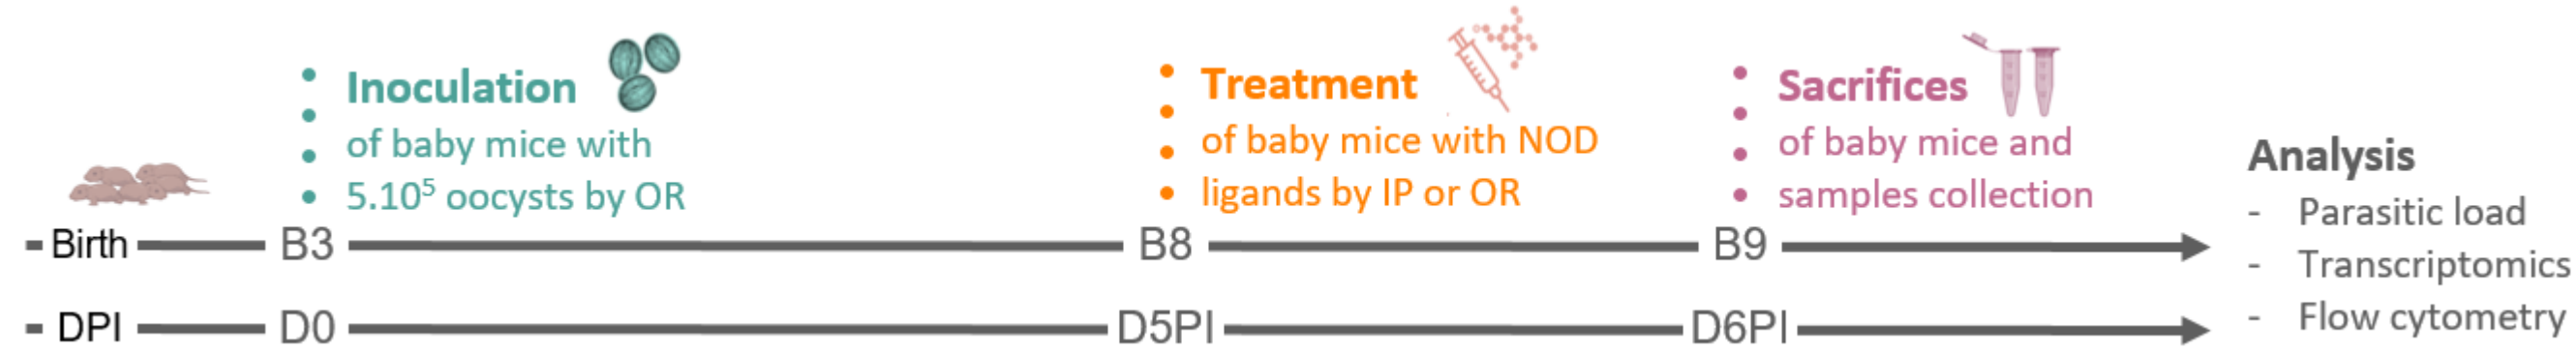 Inoculation
of baby mice with
5.10⁵ oocysts by OR
Treatment
of baby mice with NOD
ligands by IP or OR
Sacrifices
of baby mice and
samples collection
Analysis
- Parasitic load
- Transcriptomics
- Flow cytometry
Birth B3 B8 B9
DPI D0 D5PI D6PI